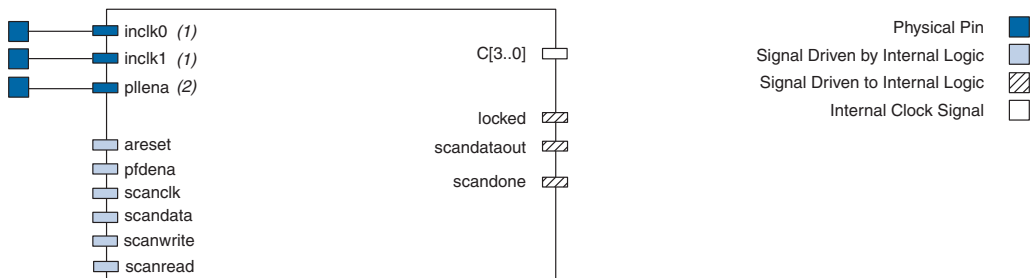 inclk0 (1)
inclk1 (1)
pllena (2)
areset
pfdena
scanclk
scandata
scanwrite
scanread
C[3..0]
locked
scandataout
scandone
Physical Pin
Signal Driven by Internal Logic
Signal Driven to Internal Logic
Internal Clock Signal